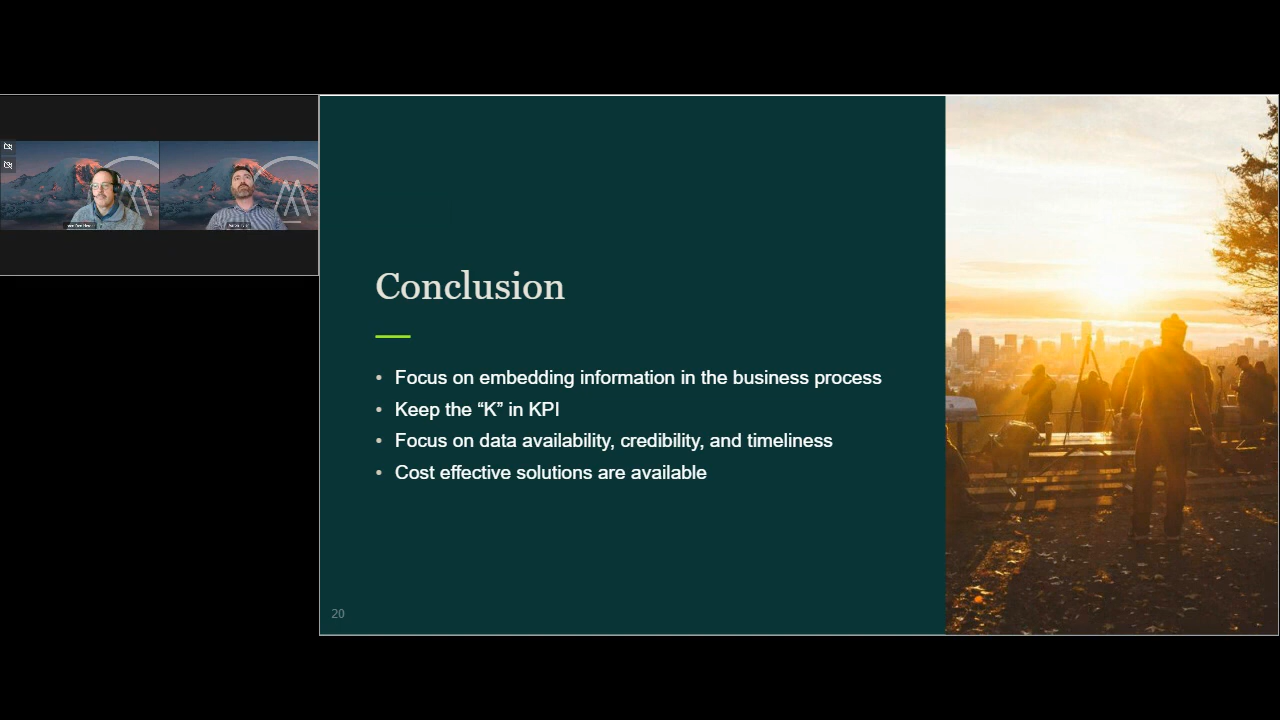 Conclusion
• Focus on embedding information in the business process
• Keep the “K” in KPI
• Focus on data availability, credibility, and timeliness
• Cost effective solutions are available
20